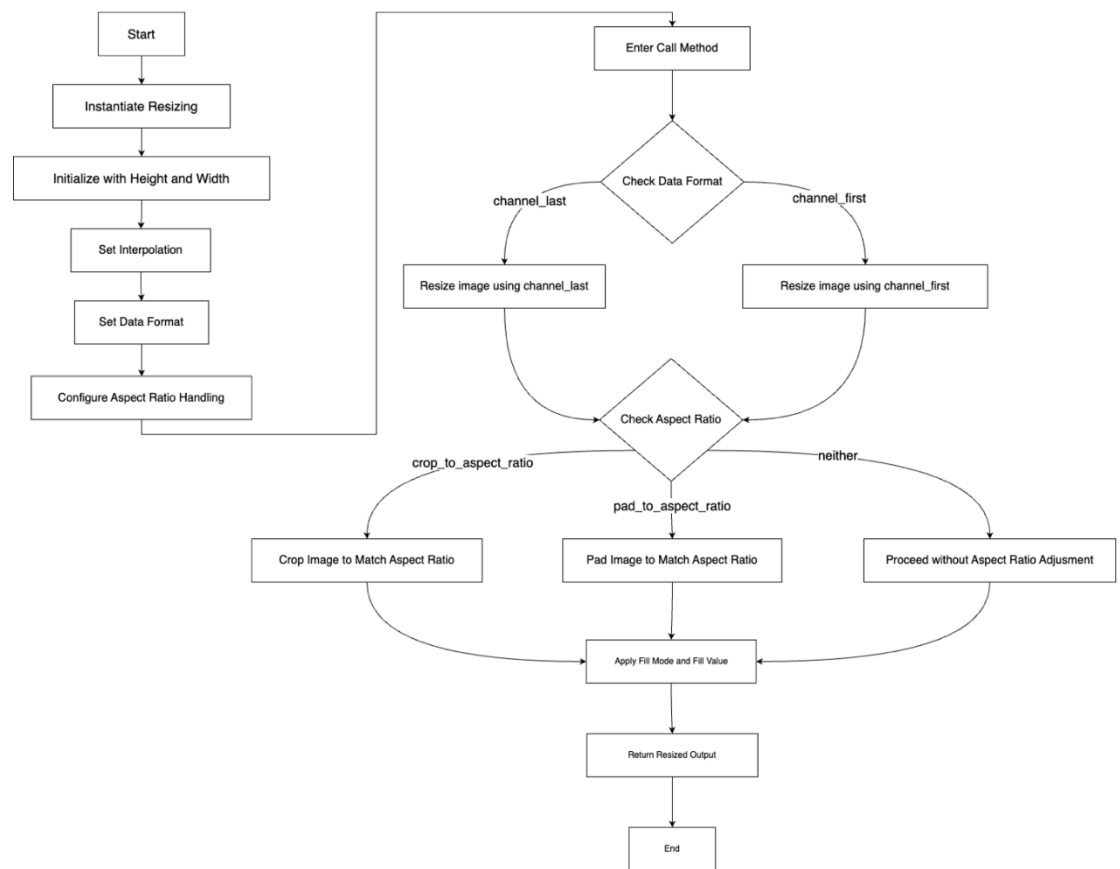 Start
Instantiate Resizing
Initialize with Height and Width
Set Interpolation
Set Data Format
Configure Aspect Ratio Handling
Enter Call Method
Check Data Format
channel_last
channel_first
Resize image using channel_last
Resize image using channel_first
Check Aspect Ratio
crop_to_aspect_ratio
neither
pad_to_aspect_ratio
Crop Image to Match Aspect Ratio
Pad Image to Match Aspect Ratio
Proceed without Aspect Ratio Adjusment
Apply Fill Mode and Fill Value
Return Resized Output
End